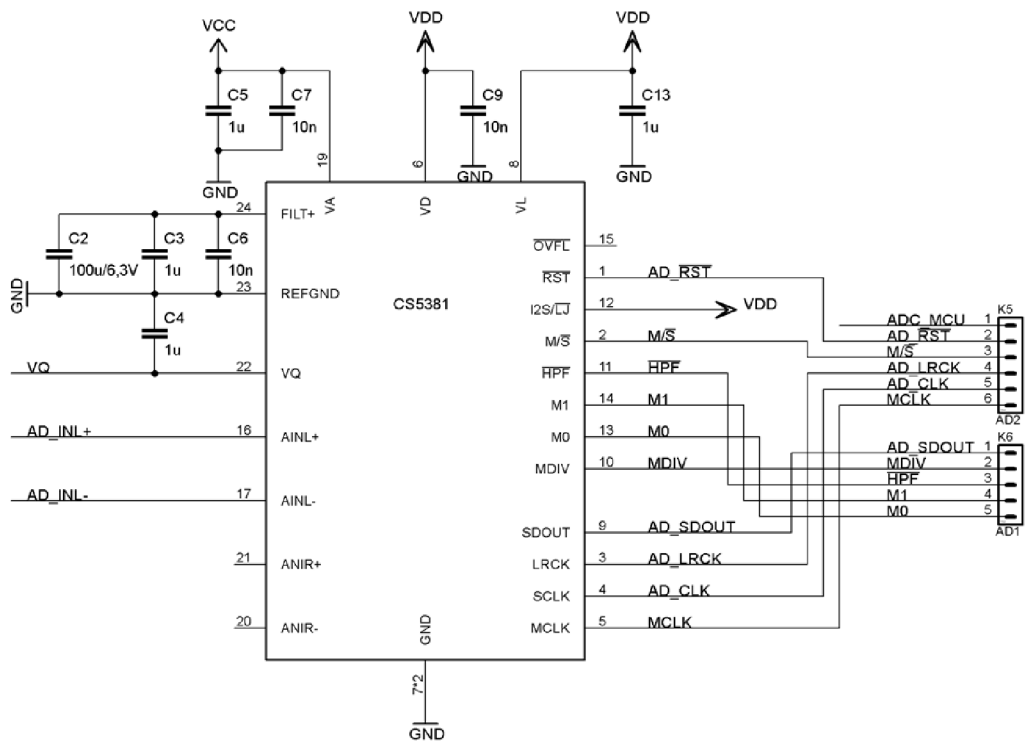 VCC
VDD
VDD
C5
1u
C7
10n
C9
10n
C13
1u
GND
GND
GND
19
6
8
VA
VD
VL
24
FILT+
C2
100u/6,3V
C3
1u
C6
10n
GND
23
REFGND
C4
1u
VQ
22
VQ
AD_INL+
16
AINL+
AD_INL-
17
AINL-
21
ANIR+
20
ANIR-
CS5381
GND
7*2
GND
OVFL
15
RST
1
AD_RST
I2S/LJ
12
VDD
M/S
2
M/S
HPF
11
HPF
M1
14
M1
M0
13
M0
MDIV
10
MDIV
SDOUT
9
AD_SDOUT
LRCK
3
AD_LRCK
SCLK
4
AD_CLK
MCLK
5
MCLK
K5
ADC_MCU 1
AD_RST 2
M/S 3
AD_LRCK 4
AD_CLK 5
MCLK 6
AD2
K6
AD_SDOUT 1
MDIV 2
HPF 3
M1 4
M0 5
AD1